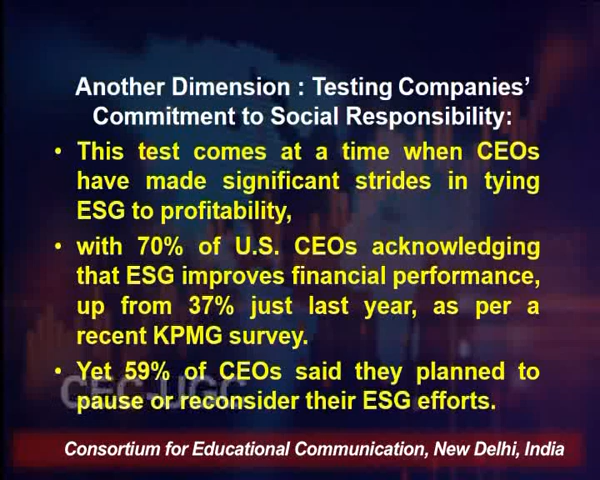 Another Dimension : Testing Companies’
Commitment to Social Responsibility:
• This test comes at a time when CEOs
have made significant strides in tying
ESG to profitability,
• with 70% of U.S. CEOs acknowledging
that ESG improves financial performance,
up from 37% just last year, as per a
recent KPMG survey.
• Yet 59% of CEOs said they planned to
CEC-UGC
pause or reconsider their ESG efforts.
Consortium for Educational Communication, New Delhi, India